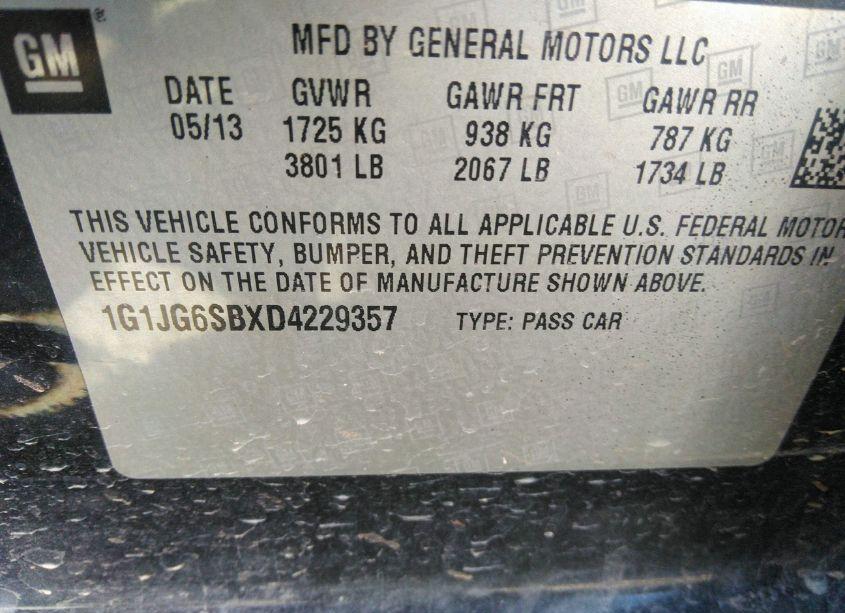 GM
MFD BY GENERAL MOTORS LLC
DATE GVWR GAWR FRT GAWR RR
05/13 1725 KG 938 KG 787 KG
3801 LB 2067 LB 1734 LB
THIS VEHICLE CONFORMS TO ALL APPLICABLE U.S. FEDERAL MOTOR
VEHICLE SAFETY, BUMPER, AND THEFT PREVENTION STANDARDS IN
EFFECT ON THE DATE OF MANUFACTURE SHOWN ABOVE.
1G1JG6SBXD4229357 TYPE: PASS CAR